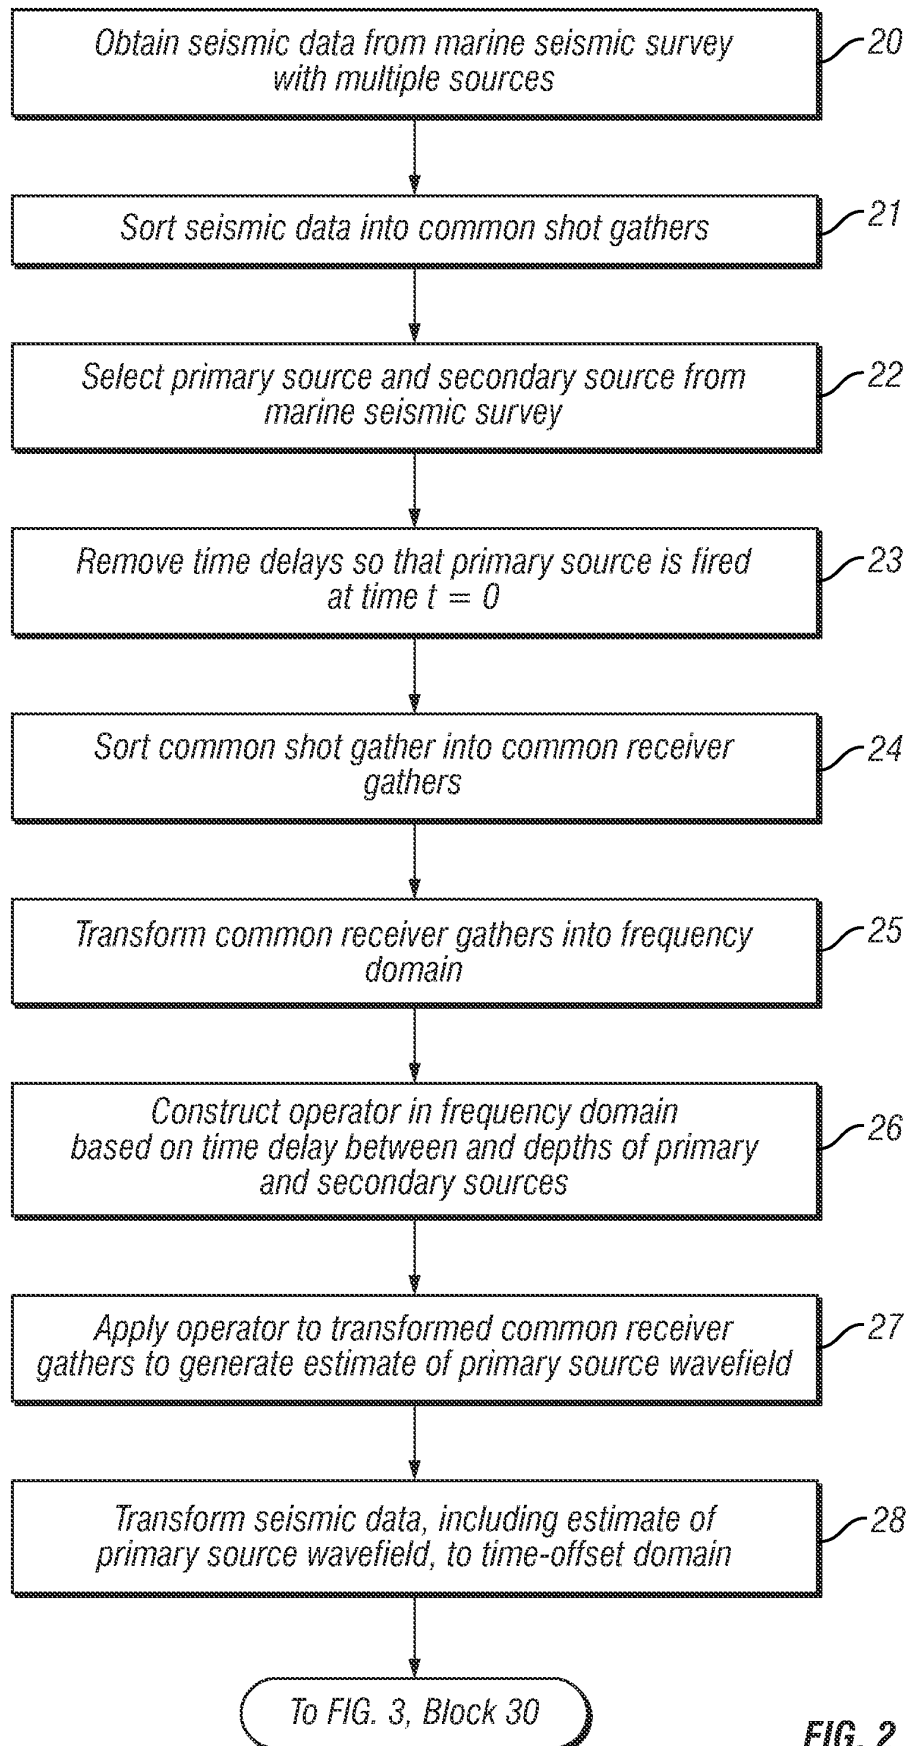 Obtain seismic data from marine seismic survey
with multiple sources
20
Sort seismic data into common shot gathers
21
Select primary source and secondary source from
marine seismic survey
22
Remove time delays so that primary source is fired
at time t = 0
23
Sort common shot gather into common receiver
gathers
24
Transform common receiver gathers into frequency
domain
25
Construct operator in frequency domain
based on time delay between and depths of primary
and secondary sources
26
Apply operator to transformed common receiver
gathers to generate estimate of primary source wavefield
27
Transform seismic data, including estimate of
primary source wavefield, to time-offset domain
28
To FIG. 3, Block 30
FIG. 2